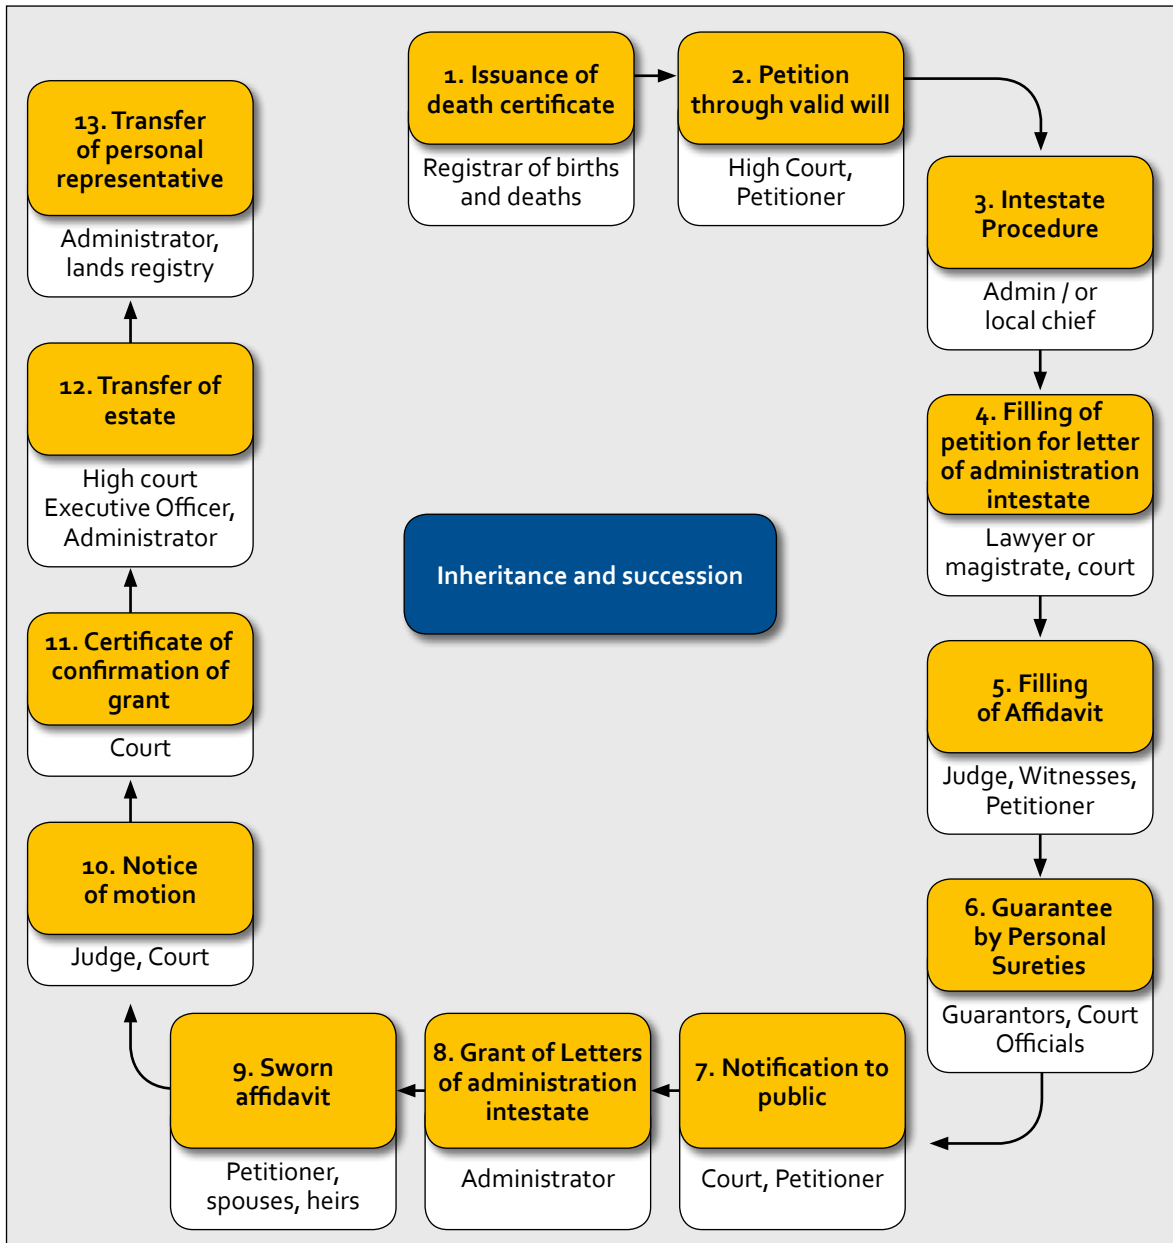 1. Issuance of
death certificate
Registrar of births
and deaths
2. Petition
through valid will
High Court,
Petitioner
3. Intestate
Procedure
Admin / or
local chief
4. Filling of
petition for letter
of administration
intestate
Lawyer or
magistrate, court
5. Filling
of Affidavit
Judge, Witnesses,
Petitioner
6. Guarantee
by Personal
Sureties
Guarantors, Court
Officials
7. Notification to
public
Court, Petitioner
8. Grant of Letters
of administration
intestate
Administrator
9. Sworn
affidavit
Petitioner,
spouses, heirs
10. Notice
of motion
Judge, Court
11. Certificate of
confirmation of
grant
Court
12. Transfer of
estate
High court
Executive Officer,
Administrator
13. Transfer
of personal
representative
Administrator,
lands registry
Inheritance and succession